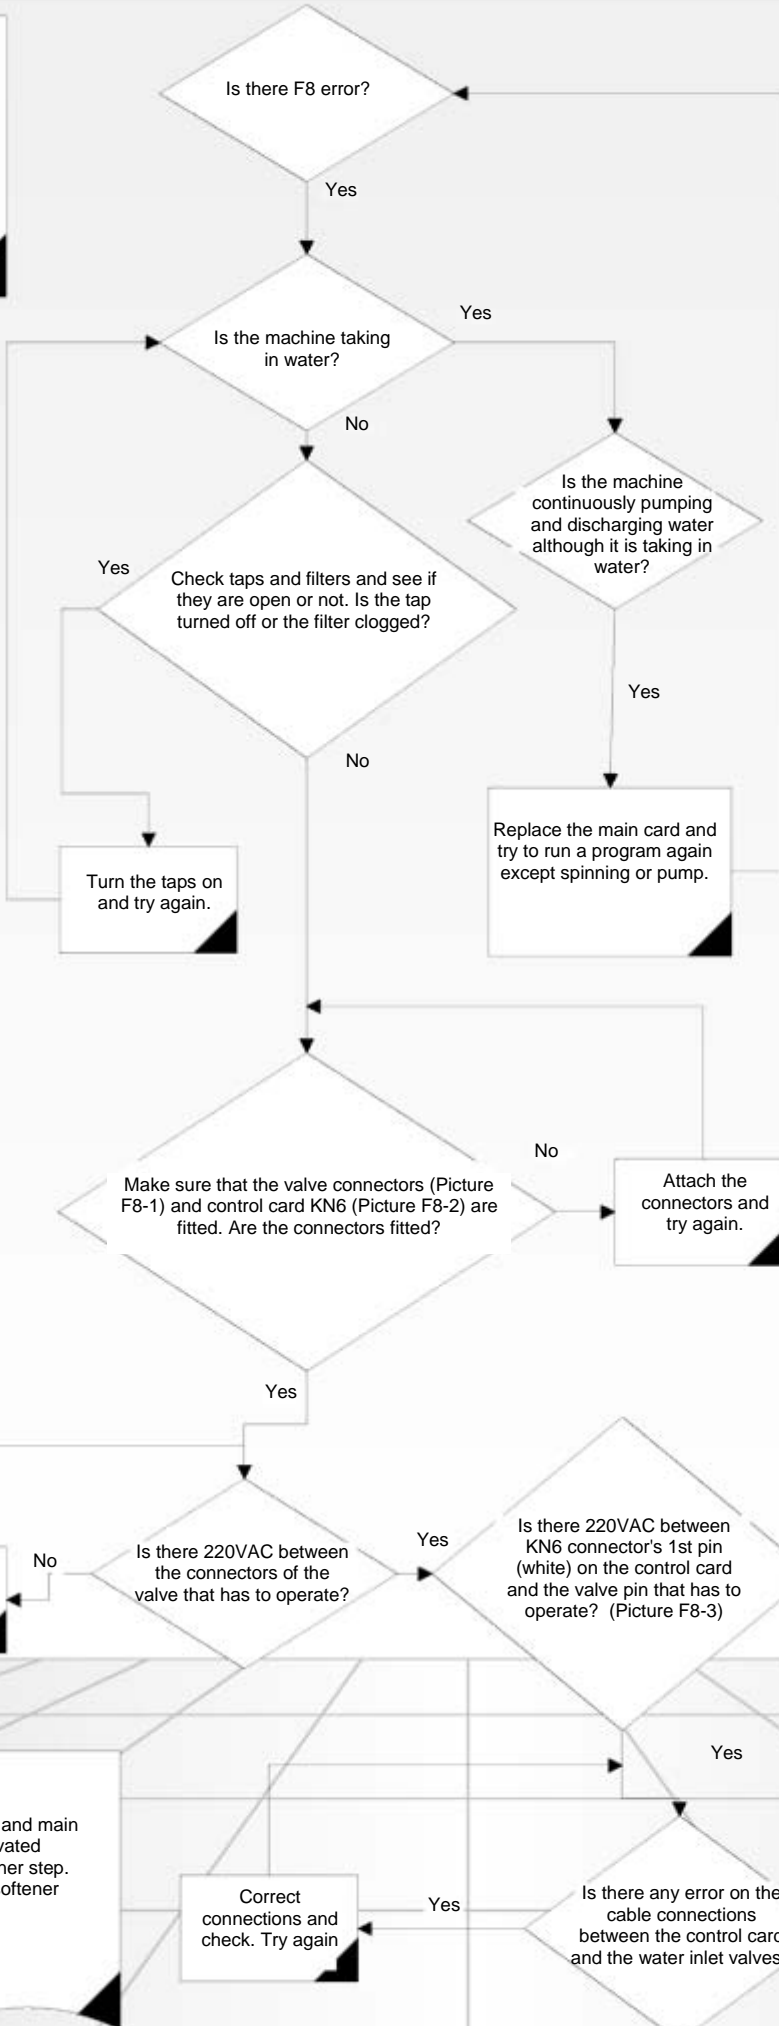 Is there F8 error?
Yes
Yes
Is the machine taking
in water?
No
Is the machine
continuously pumping
and discharging water
although it is taking in
water?
Yes
Check taps and filters and see if
they are open or not. Is the tap
turned off or the filter clogged?
Yes
No
Replace the main card and
try to run a program again
except spinning or pump.
Turn the taps on
and try again.
No
Make sure that the valve connectors (Picture
F8-1) and control card KN6 (Picture F8-2) are
fitted. Are the connectors fitted?
Attach the
connectors and
try again.
Yes
Is there 220VAC between
the connectors of the
valve that has to operate?
No
Yes
Is there 220VAC between
KN6 connector's 1st pin
(white) on the control card
and the valve pin that has to
operate? (Picture F8-3)
Yes
and main
vated
ner step.
oftener
Correct
connections and
check. Try again
Yes
Is there any error on the
cable connections
between the control card
and the water inlet valves